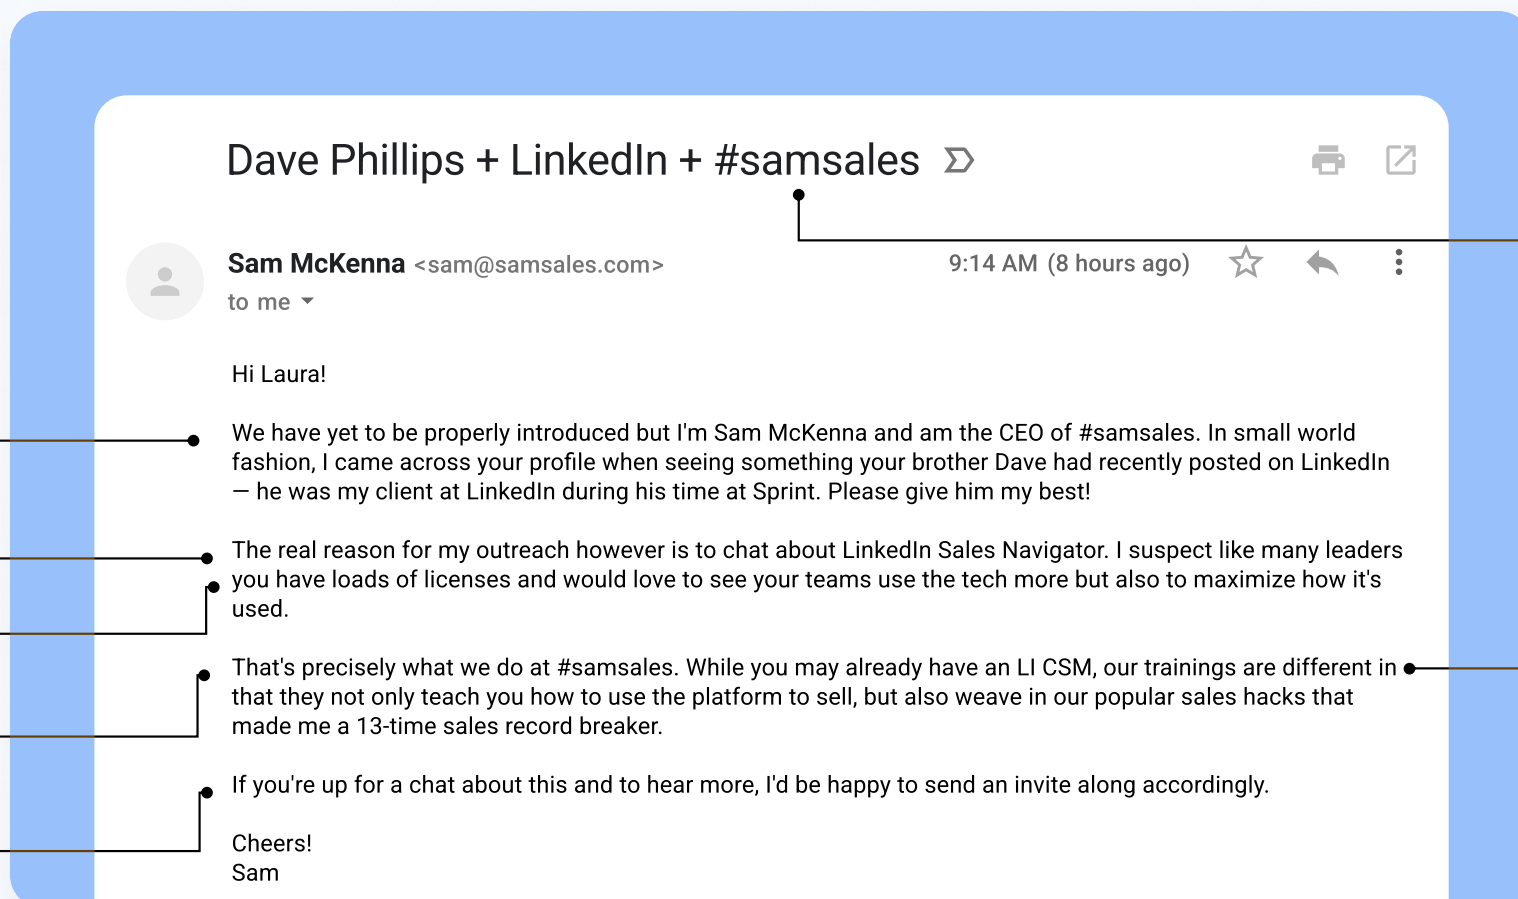 Dave Phillips + LinkedIn + #samsales
Sam McKenna <sam@samsales.com>
9:14 AM (8 hours ago)
to me
Hi Laura!
We have yet to be properly introduced but I'm Sam McKenna and am the CEO of #samsales. In small world
fashion, I came across your profile when seeing something your brother Dave had recently posted on LinkedIn
— he was my client at LinkedIn during his time at Sprint. Please give him my best!
The real reason for my outreach however is to chat about LinkedIn Sales Navigator. I suspect like many leaders
you have loads of licenses and would love to see your teams use the tech more but also to maximize how it's
used.
That's precisely what we do at #samsales. While you may already have an LI CSM, our trainings are different in
that they not only teach you how to use the platform to sell, but also weave in our popular sales hacks that
made me a 13-time sales record breaker.
If you're up for a chat about this and to hear more, I'd be happy to send an invite along accordingly.
Cheers!
Sam